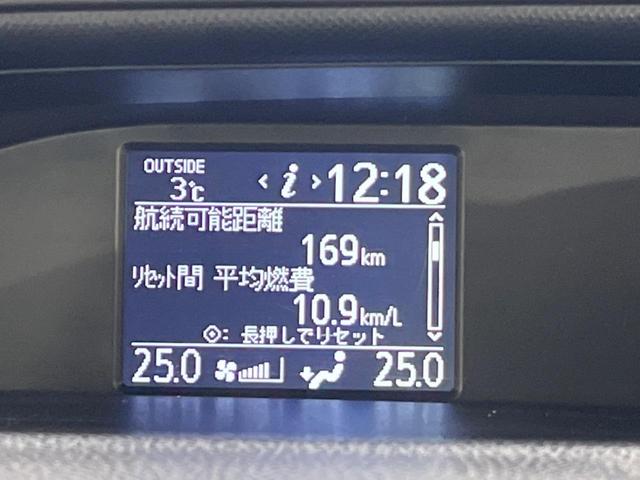 OUTSIDE
3℃ < i > 12:18
航続可能距離
169km
リセット間 平均燃費
10.9km/L
: 長押しでリセット
25.0 25.0